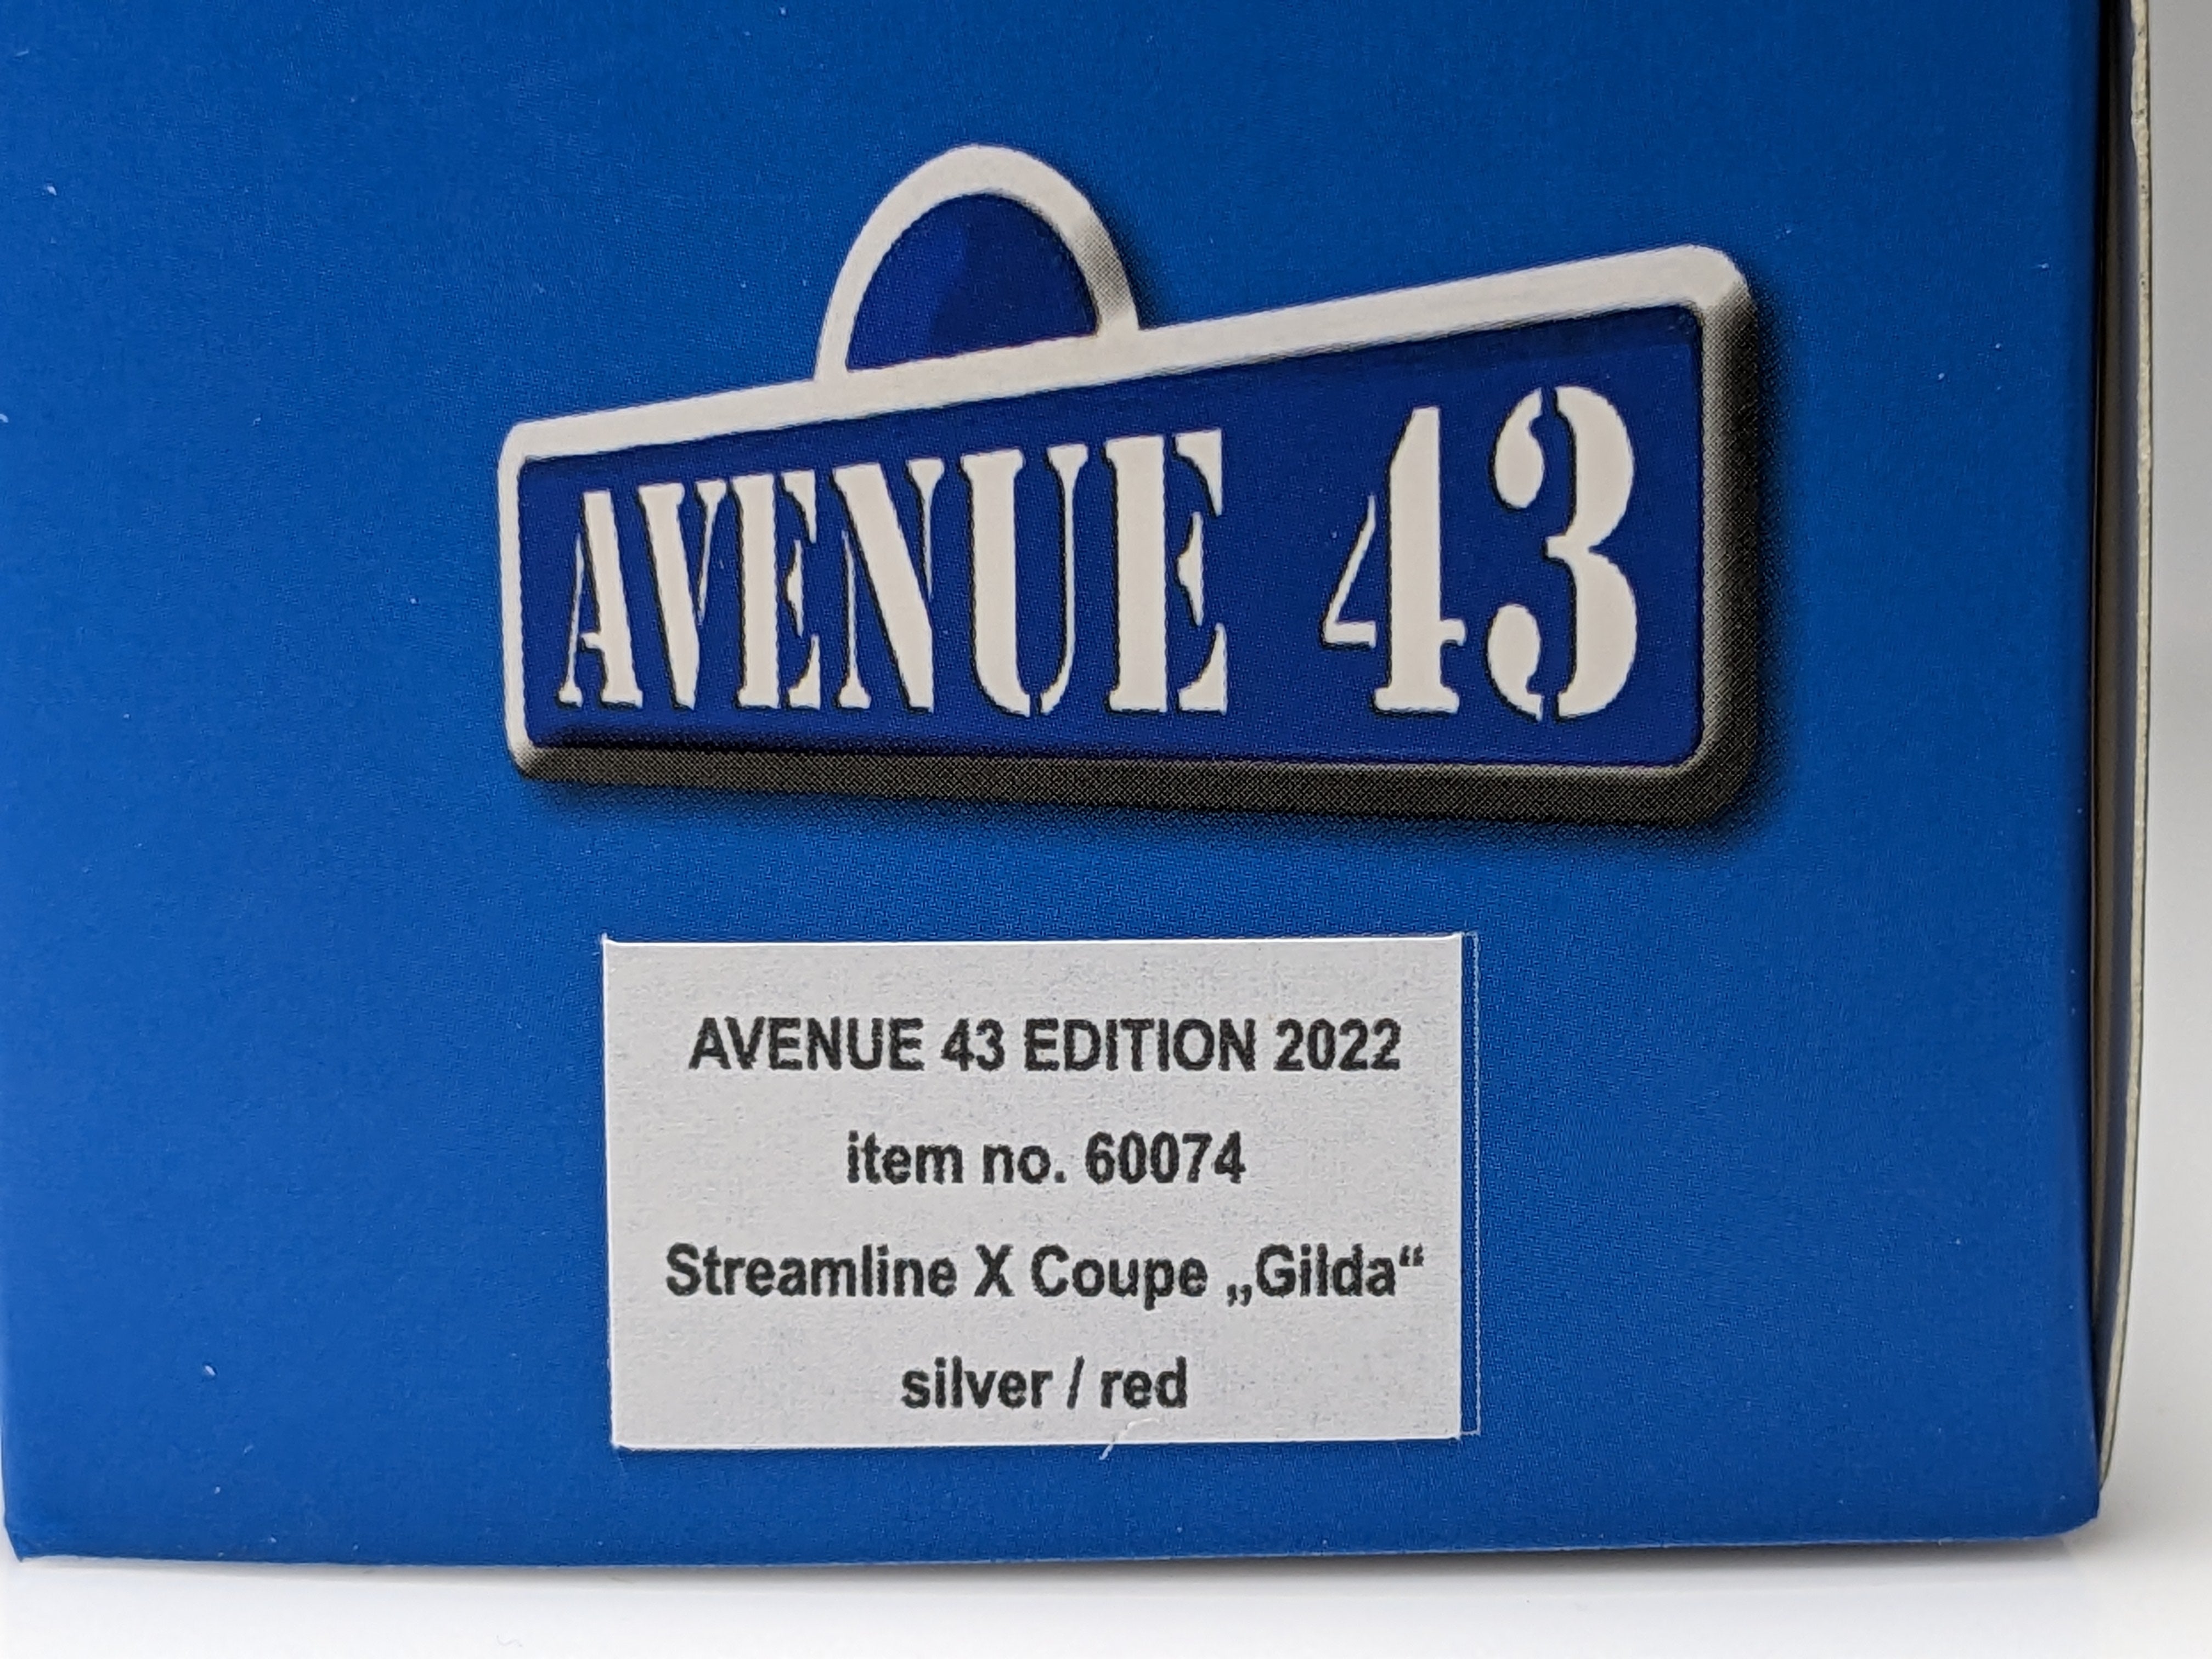 AVENUE 43
AVENUE 43 EDITION 2022
item no. 60074
Streamline X Coupe „Gilda“
silver / red